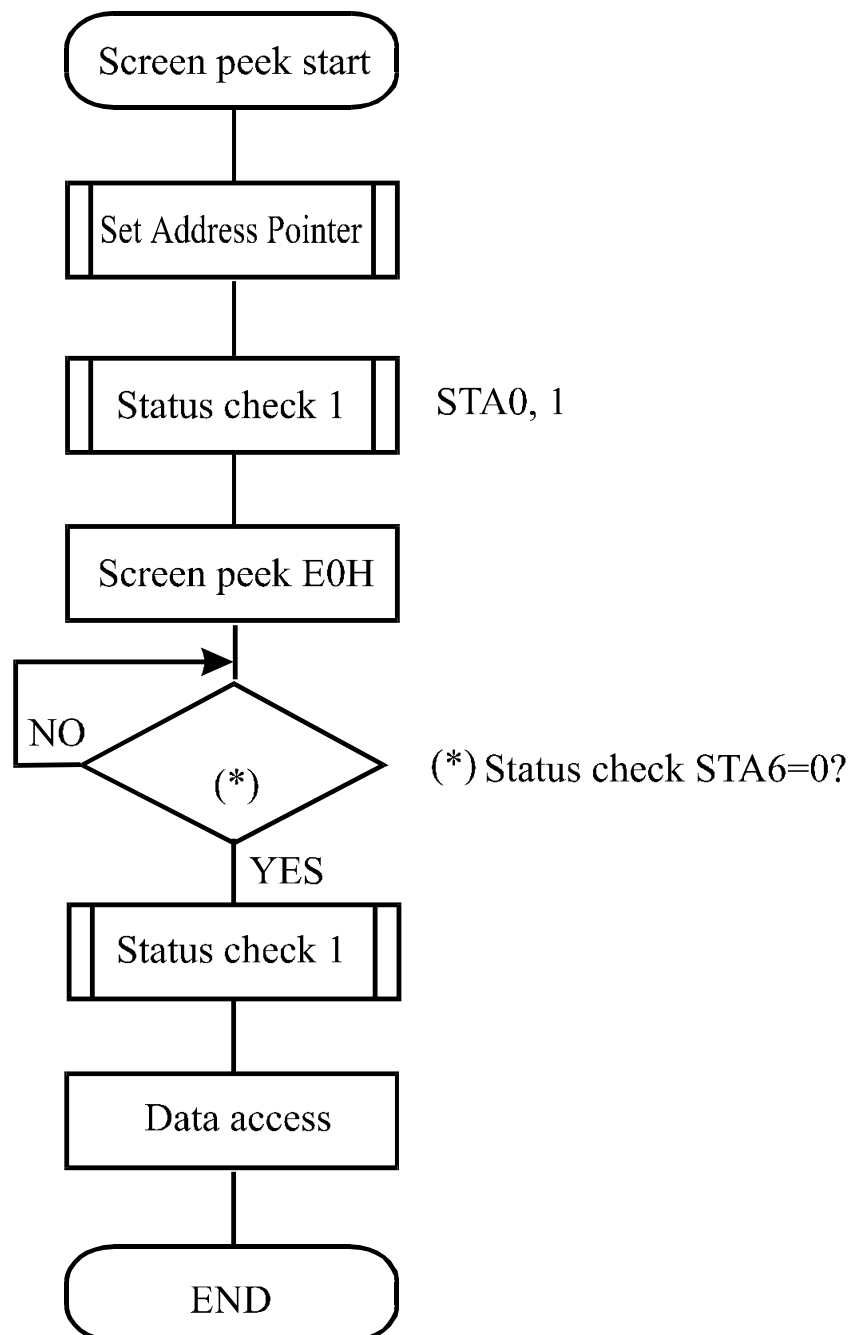 Screen peek start
Set Address Pointer
Status check 1
STA0, 1
Screen peek E0H
NO
(*)
(*) Status check STA6=0?
YES
Status check 1
Data access
END